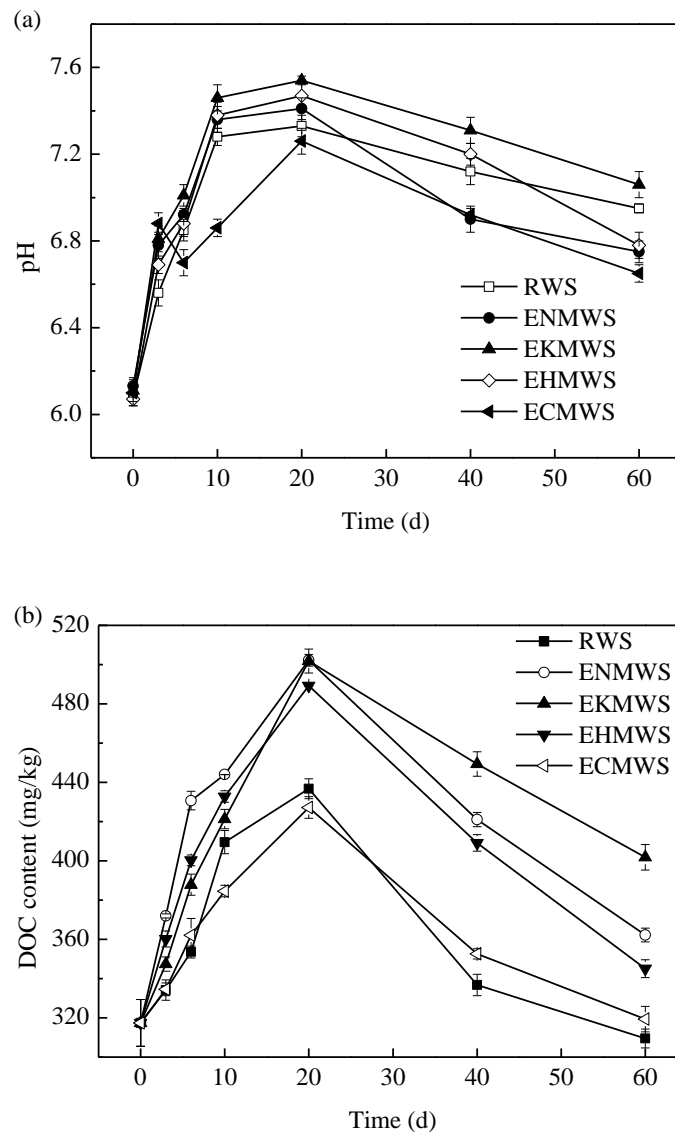 (a)
7.6
7.2
6.8
6.4
6.0
pH
RWS
ENMWS
EKMWS
EHMWS
ECMWS
0 10 20 30 40 50 60
Time (d)
(b)
520
480
440
400
360
320
DOC content (mg/kg)
RWS
ENMWS
EKMWS
EHMWS
ECMWS
0 10 20 30 40 50 60
Time (d)